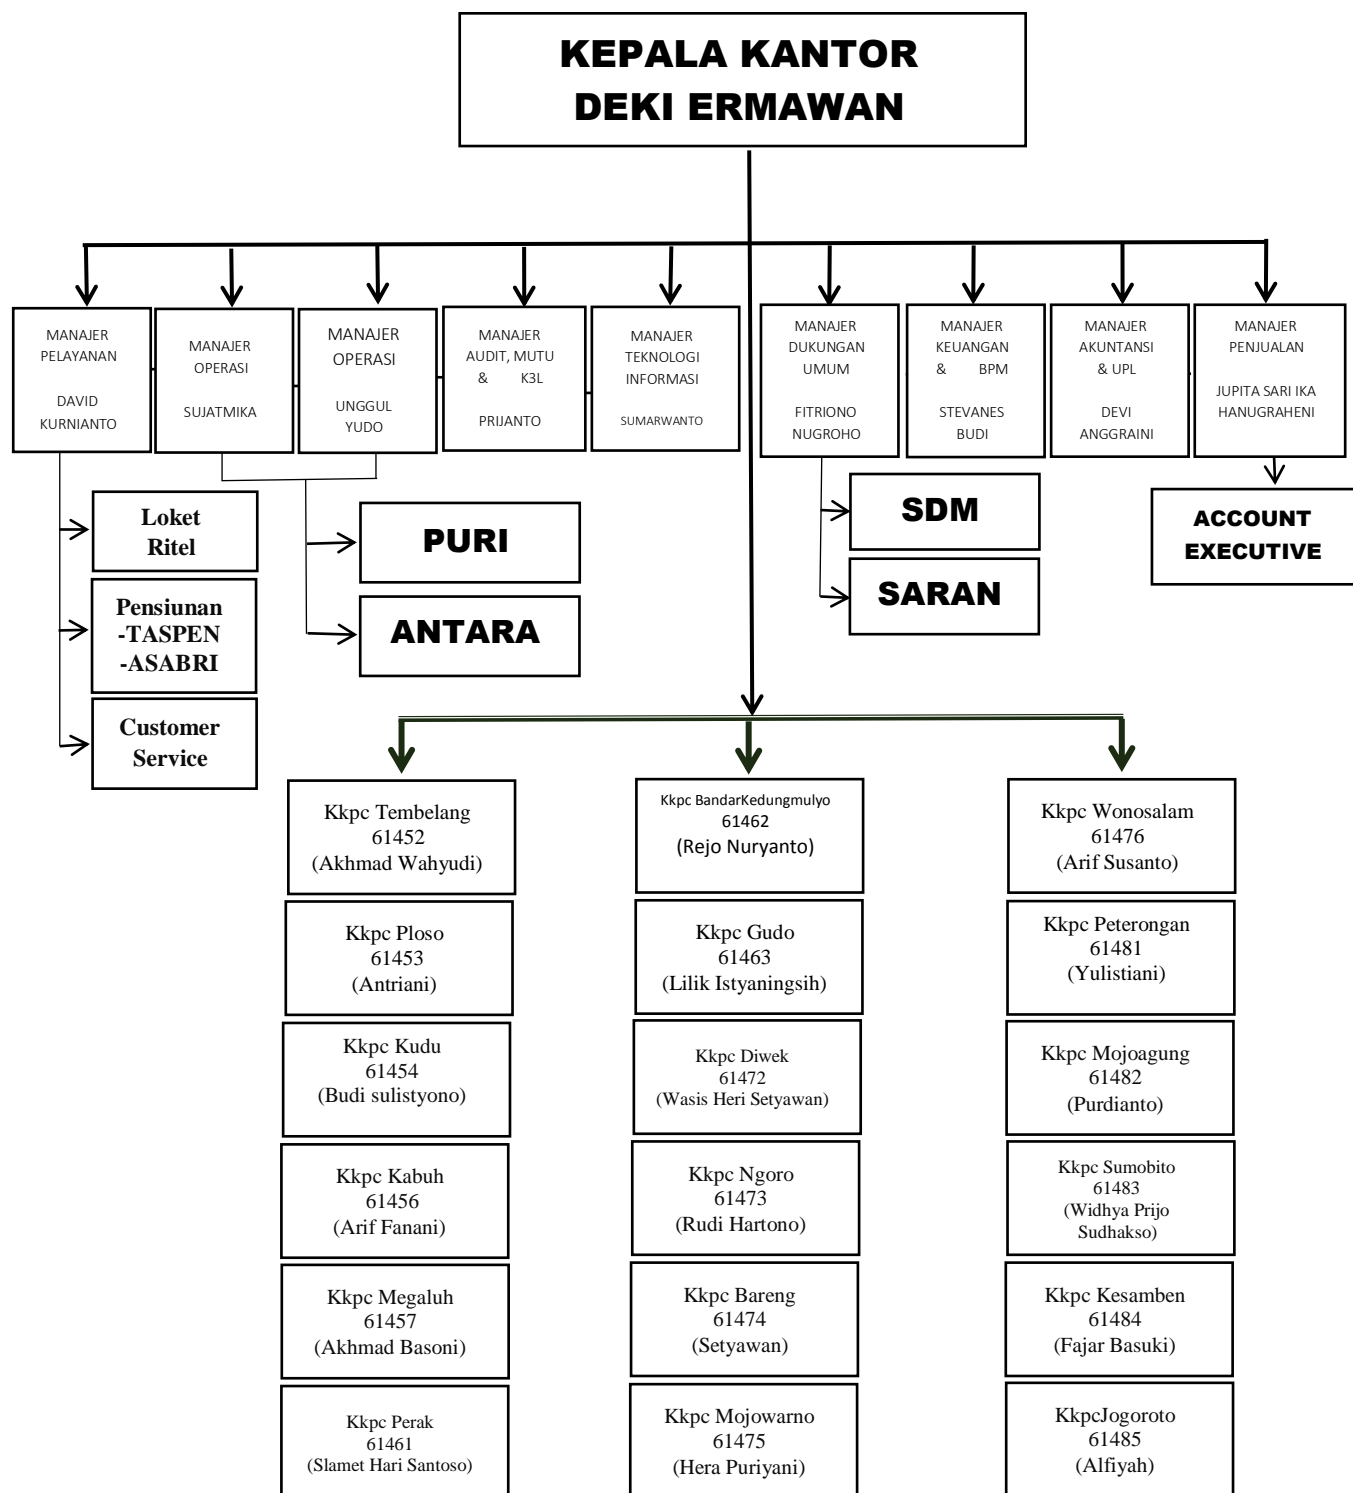 KEPALA KANTOR
DEKI ERMAWAN
MANAJER
PELAYANAN
DAVID
KURNIANTO
MANAJER
OPERASI
SUJATMIKA
MANAJER
OPERASI
UNGGUL
YUDO
MANAJER
AUDIT, MUTU
& K3L
PRIJANTO
MANAJER
TEKNOLOGI
INFORMASI
SUMARWANTO
MANAJER
DUKUNGAN
UMUM
FITRIONO
NUGROHO
MANAJER
KEUANGAN
& BPM
STEVANES
BUDI
MANAJER
AKUNTANSI
& UPL
DEVI
ANGGRAINI
MANAJER
PENJUALAN
JUPITA SARI IKA
HANUGRAHENI
Loket
Ritel
Pensiunan
-TASPEN
-ASABRI
Customer
Service
PURI
ANTARA
SDM
SARAN
ACCOUNT
EXECUTIVE
Kkpc Tembelang
61452
(Akhmad Wahyudi)
Kkpc Ploso
61453
(Antriani)
Kkpc Kudu
61454
(Budi sulistyono)
Kkpc Kabuh
61456
(Arif Fanani)
Kkpc Megaluh
61457
(Akhmad Basoni)
Kkpc Perak
61461
(Slamet Hari Santoso)
Kkpc BandarKedungmulyo
61462
(Rejo Nuryanto)
Kkpc Gudo
61463
(Lilik Istyaningsih)
Kkpc Diwek
61472
(Wasis Heri Setyawan)
Kkpc Ngoro
61473
(Rudi Hartono)
Kkpc Bareng
61474
(Setyawan)
Kkpc Mojowarno
61475
(Hera Puriyani)
Kkpc Wonosalam
61476
(Arif Susanto)
Kkpc Peterongan
61481
(Yulistiani)
Kkpc Mojoagung
61482
(Purdianto)
Kkpc Sumobito
61483
(Widhya Prijo
Sudhakso)
Kkpc Kesamben
61484
(Fajar Basuki)
KkpcJogoroto
61485
(Alfiyah)